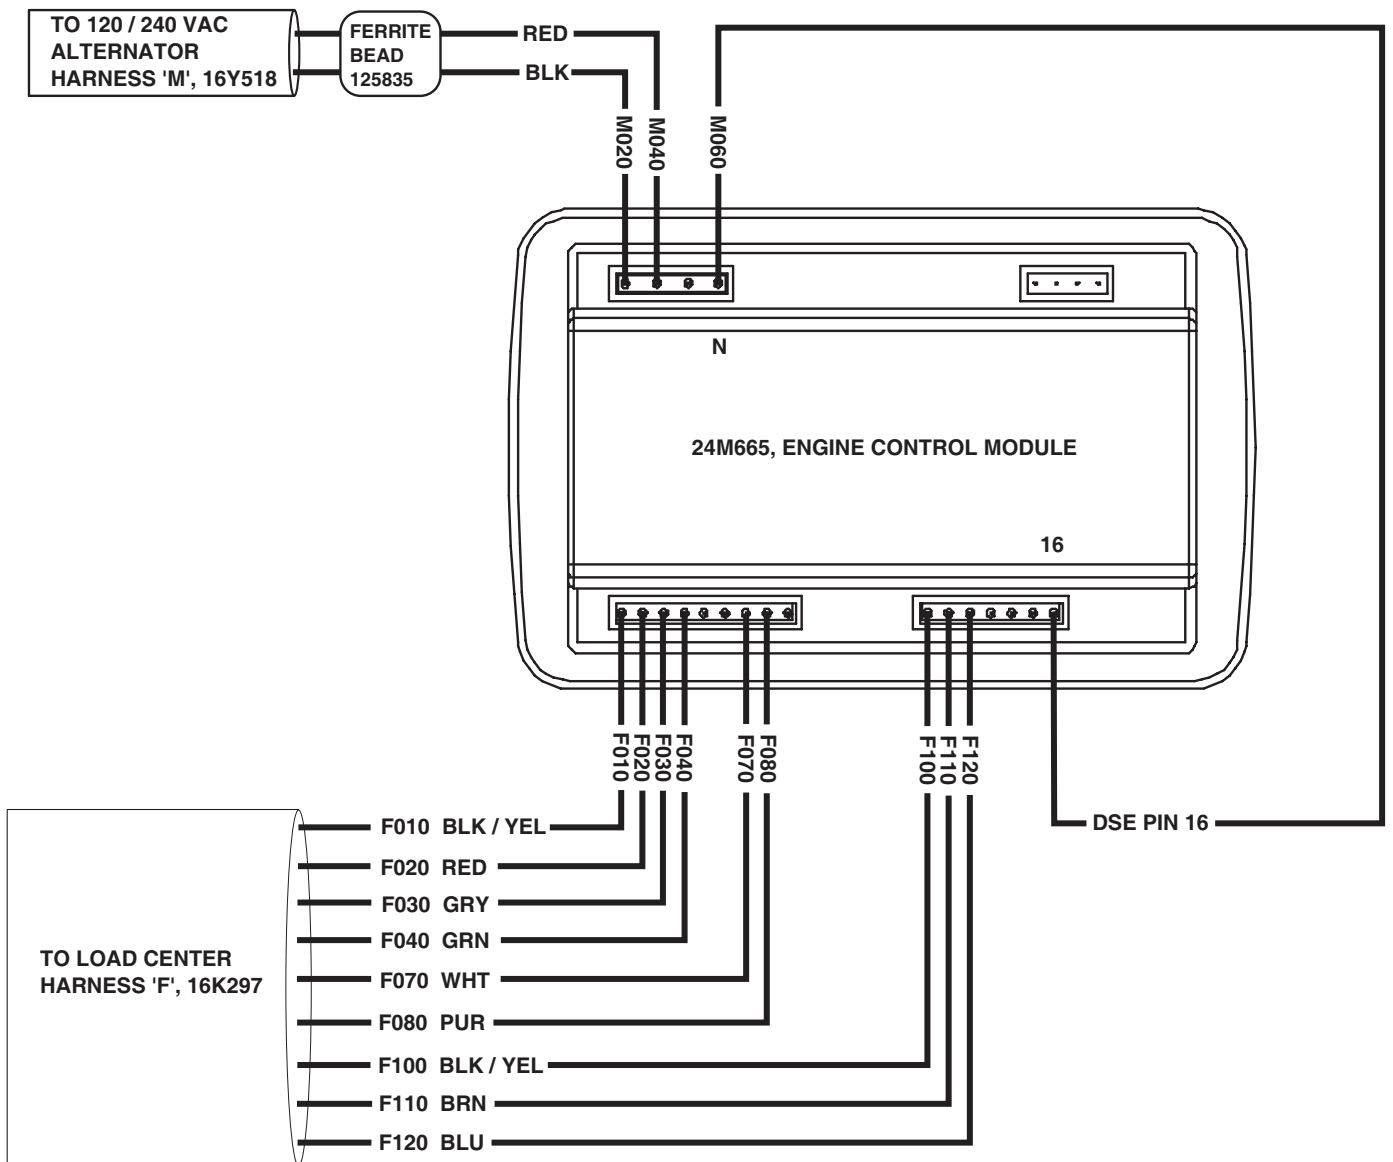 TO 120 / 240 VAC
ALTERNATOR
HARNESS 'M', 16Y518
FERRITE
BEAD
125835
RED
BLK
M020
M040
M060
N
24M665, ENGINE CONTROL MODULE
16
F010
F020
F030
F040
F070
F080
F100
F110
F120
DSE PIN 16
TO LOAD CENTER
HARNESS 'F', 16K297
F010 BLK / YEL
F020 RED
F030 GRY
F040 GRN
F070 WHT
F080 PUR
F100 BLK / YEL
F110 BRN
F120 BLU